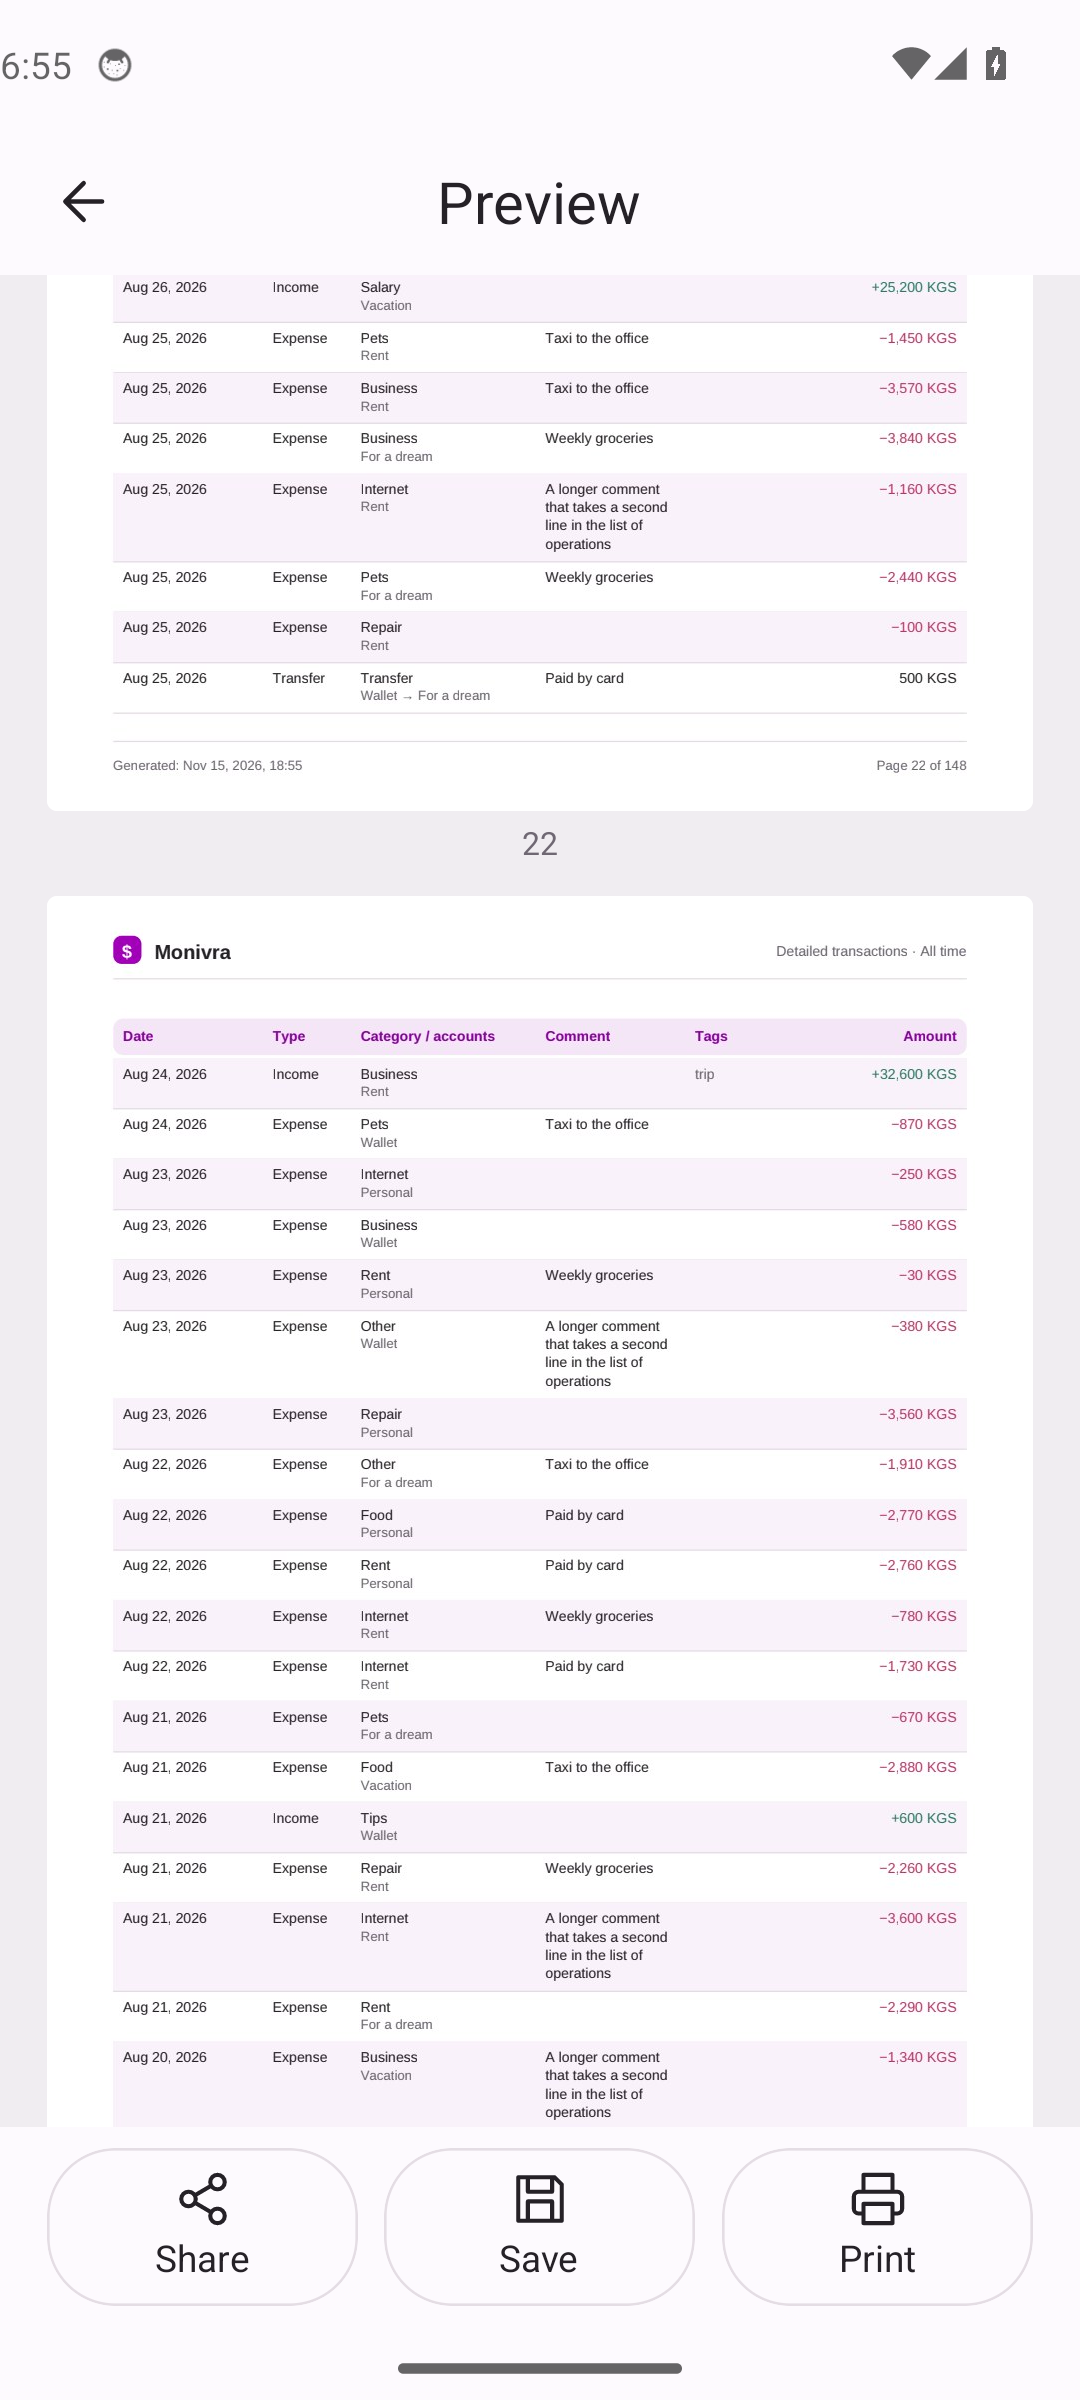 6:55
Preview
Aug 26, 2026 Income Salary +25,200 KGS
Vacation
Aug 25, 2026 Expense Pets Taxi to the office −1,450 KGS
Rent
Aug 25, 2026 Expense Business Taxi to the office −3,570 KGS
Rent
Aug 25, 2026 Expense Business Weekly groceries −3,840 KGS
For a dream
Aug 25, 2026 Expense Internet A longer comment −1,160 KGS
Rent that takes a second
line in the list of
operations
Aug 25, 2026 Expense Pets Weekly groceries −2,440 KGS
For a dream
Aug 25, 2026 Expense Repair −100 KGS
Rent
Aug 25, 2026 Transfer Transfer Paid by card 500 KGS
Wallet → For a dream
Generated: Nov 15, 2026, 18:55 Page 22 of 148
22
$ Monivra Detailed transactions · All time
Date Type Category / accounts Comment Tags Amount
Aug 24, 2026 Income Business trip +32,600 KGS
Rent
Aug 24, 2026 Expense Pets Taxi to the office −870 KGS
Wallet
Aug 23, 2026 Expense Internet −250 KGS
Personal
Aug 23, 2026 Expense Business −580 KGS
Wallet
Aug 23, 2026 Expense Rent Weekly groceries −30 KGS
Personal
Aug 23, 2026 Expense Other A longer comment −380 KGS
Wallet that takes a second
line in the list of
operations
Aug 23, 2026 Expense Repair −3,560 KGS
Personal
Aug 22, 2026 Expense Other Taxi to the office −1,910 KGS
For a dream
Aug 22, 2026 Expense Food Paid by card −2,770 KGS
Personal
Aug 22, 2026 Expense Rent Paid by card −2,760 KGS
Personal
Aug 22, 2026 Expense Internet Weekly groceries −780 KGS
Rent
Aug 22, 2026 Expense Internet Paid by card −1,730 KGS
Rent
Aug 21, 2026 Expense Pets −670 KGS
For a dream
Aug 21, 2026 Expense Food Taxi to the office −2,880 KGS
Vacation
Aug 21, 2026 Income Tips +600 KGS
Wallet
Aug 21, 2026 Expense Repair Weekly groceries −2,260 KGS
Rent
Aug 21, 2026 Expense Internet A longer comment −3,600 KGS
Rent that takes a second
line in the list of
operations
Aug 21, 2026 Expense Rent −2,290 KGS
For a dream
Aug 20, 2026 Expense Business A longer comment −1,340 KGS
Vacation that takes a second
line in the list of
operations
Share Save Print